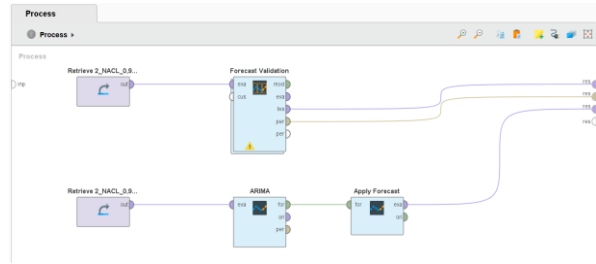 Process
Process ▸
Process
Retrieve 2_NACL_0,9...
Forecast Validation
inp
out
exa
mod
res
cus
exa
tes
res
per
res
per
res
Retrieve 2_NACL_0,9...
ARIMA
Apply Forecast
out
exa
for
for
exa
ori
ori
per